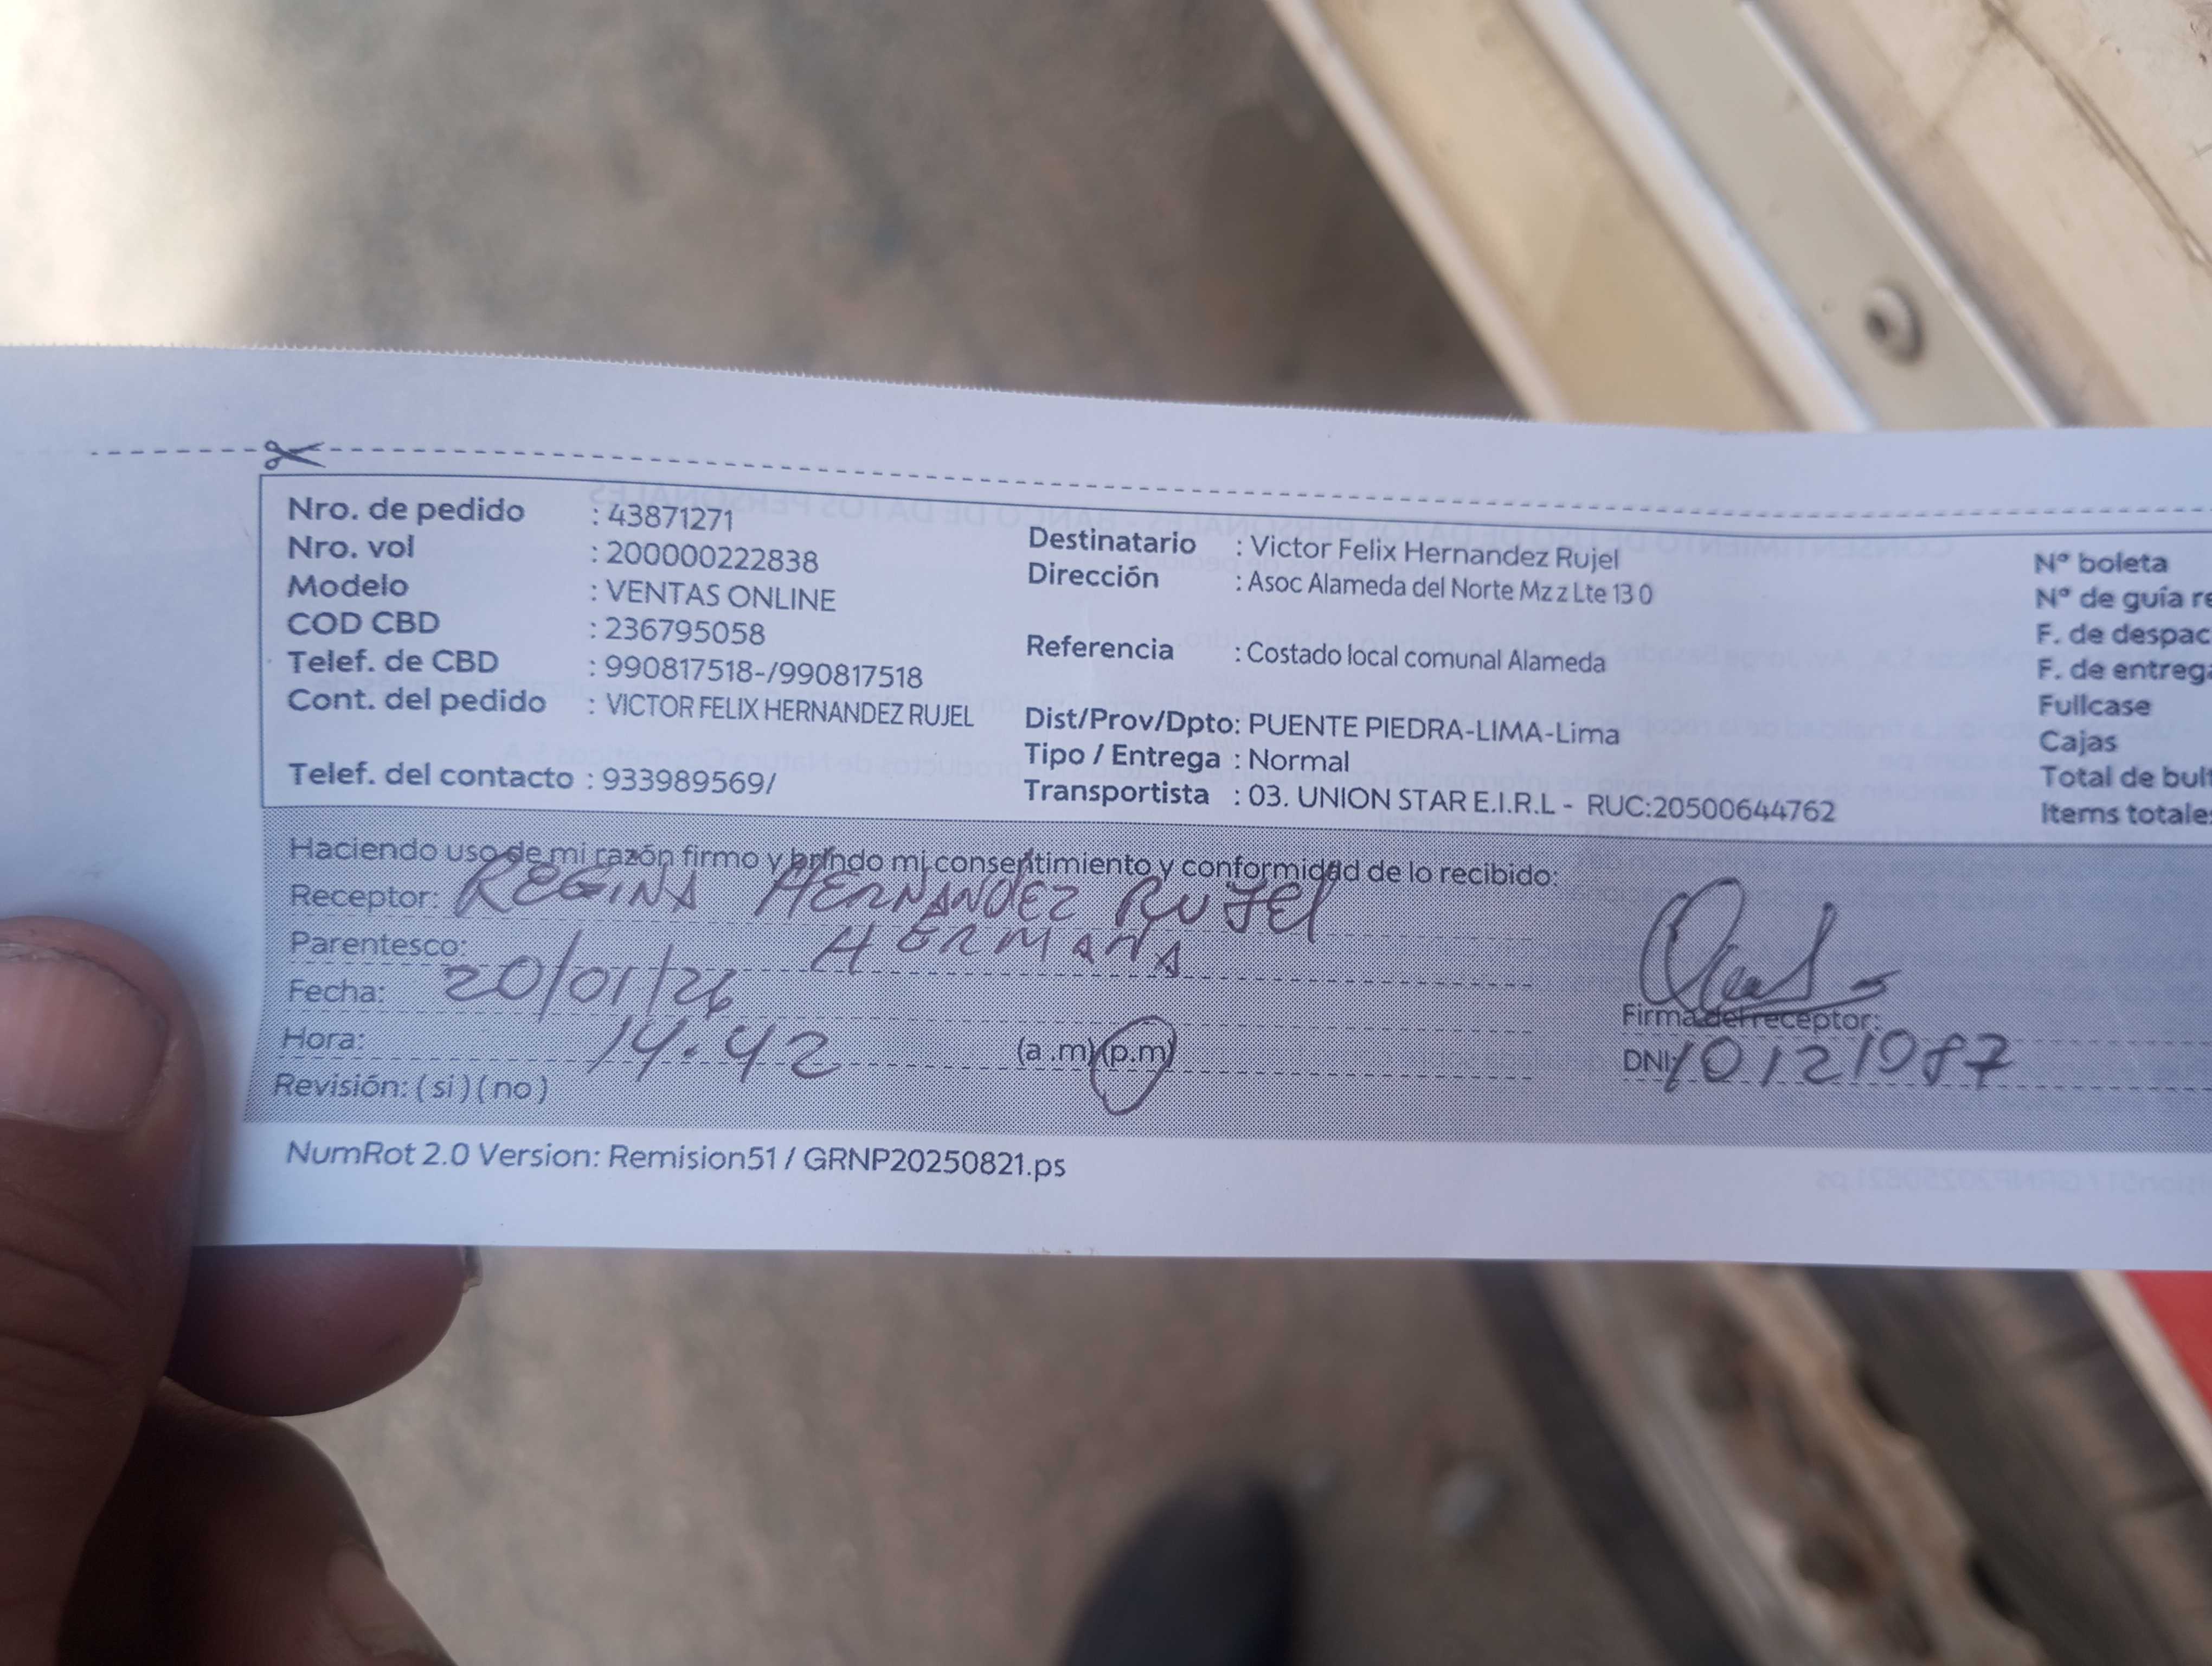 Nro. de pedido : 43871271
Nro. vol : 200000222838
Modelo : VENTAS ONLINE
COD CBD : 236795058
Telef. de CBD : 990817518-/990817518
Cont. del pedido : VICTOR FELIX HERNANDEZ RUJEL
Telef. del contacto : 933989569/
Destinatario : Victor Felix Hernandez Rujel
Dirección : Asoc Alameda del Norte Mz z Lte 13 0
Referencia : Costado local comunal Alameda
Dist/Prov/Dpto: PUENTE PIEDRA-LIMA-Lima
Tipo / Entrega : Normal
Transportista : 03. UNION STAR E.I.R.L - RUC:20500644762
N° boleta
N° de guía re
F. de despac
F. de entrega
Fullcase
Cajas
Total de bult
Items totales
Haciendo uso de mi razón firmo y brindo mi consentimiento y conformidad de lo recibido:
Receptor: REGINA HERNANDEZ RUJEl
Parentesco: HERMANA
Fecha: 20/01/26
Hora: 14.42 (a .m)(p.m)
Revisión: ( si ) ( no )
Firma del receptor:
DNI: 10121087
NumRot 2.0 Version: Remision51 / GRNP20250821.ps